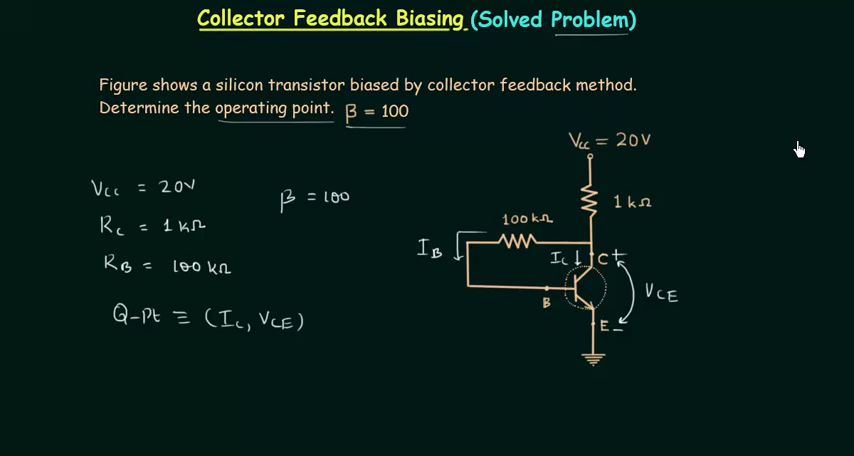 Collector Feedback Biasing (Solved Problem)
Figure shows a silicon transistor biased by collector feedback method.
Determine the operating point. β = 100
VCC = 20V
VCC = 20V
β = 100
1 kΩ
RC = 1 kΩ
100 kΩ
IB
IC ↓ C +
RB = 100 kΩ
VCE
B
Q-Pt ≡ (IC, VCE)
E −